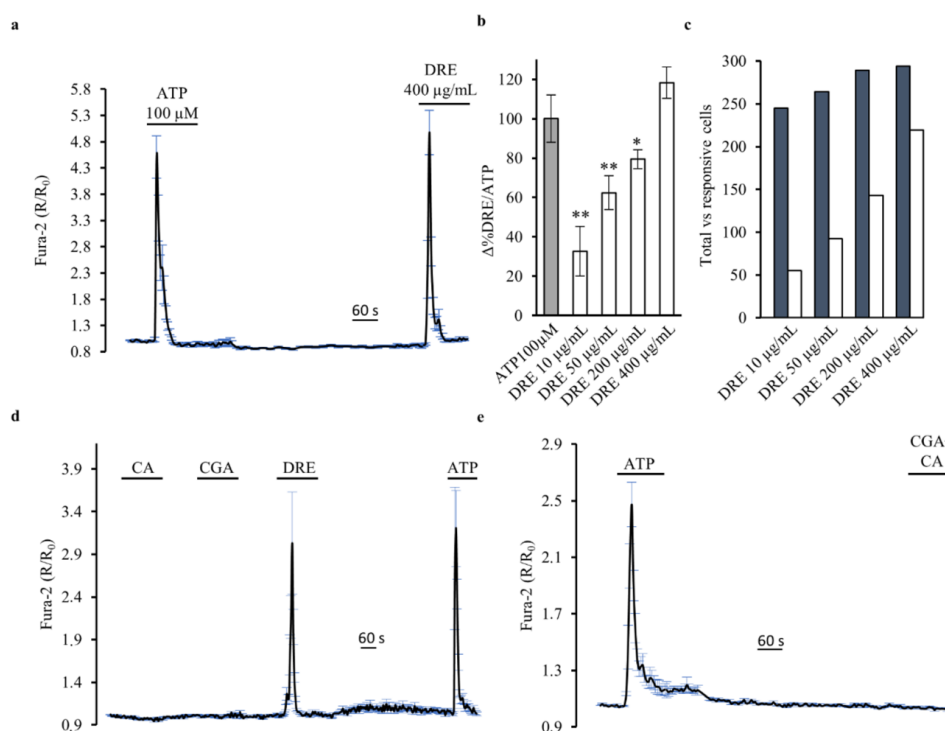 a
ATP
100 µM
DRE
400 µg/mL
Fura-2 (R/R0)
5.8
5.3
4.8
4.3
3.8
3.3
2.8
2.3
1.8
1.3
0.8
60 s
b
Δ%DRE/ATP
120
100
80
60
40
20
0
**
**
*
ATP100µM
DRE 10 µg/mL
DRE 50 µg/mL
DRE 200 µg/mL
DRE 400 µg/mL
c
Total vs responsive cells
300
250
200
150
100
50
0
DRE 10 µg/mL
DRE 50 µg/mL
DRE 200 µg/mL
DRE 400 µg/mL
d
CA
CGA
DRE
ATP
Fura-2 (R/R0)
3.9
3.4
2.9
2.4
1.9
1.4
0.9
60 s
e
ATP
CGA
CA
Fura-2 (R/R0)
2.9
2.5
2.1
1.7
1.3
0.9
60 s